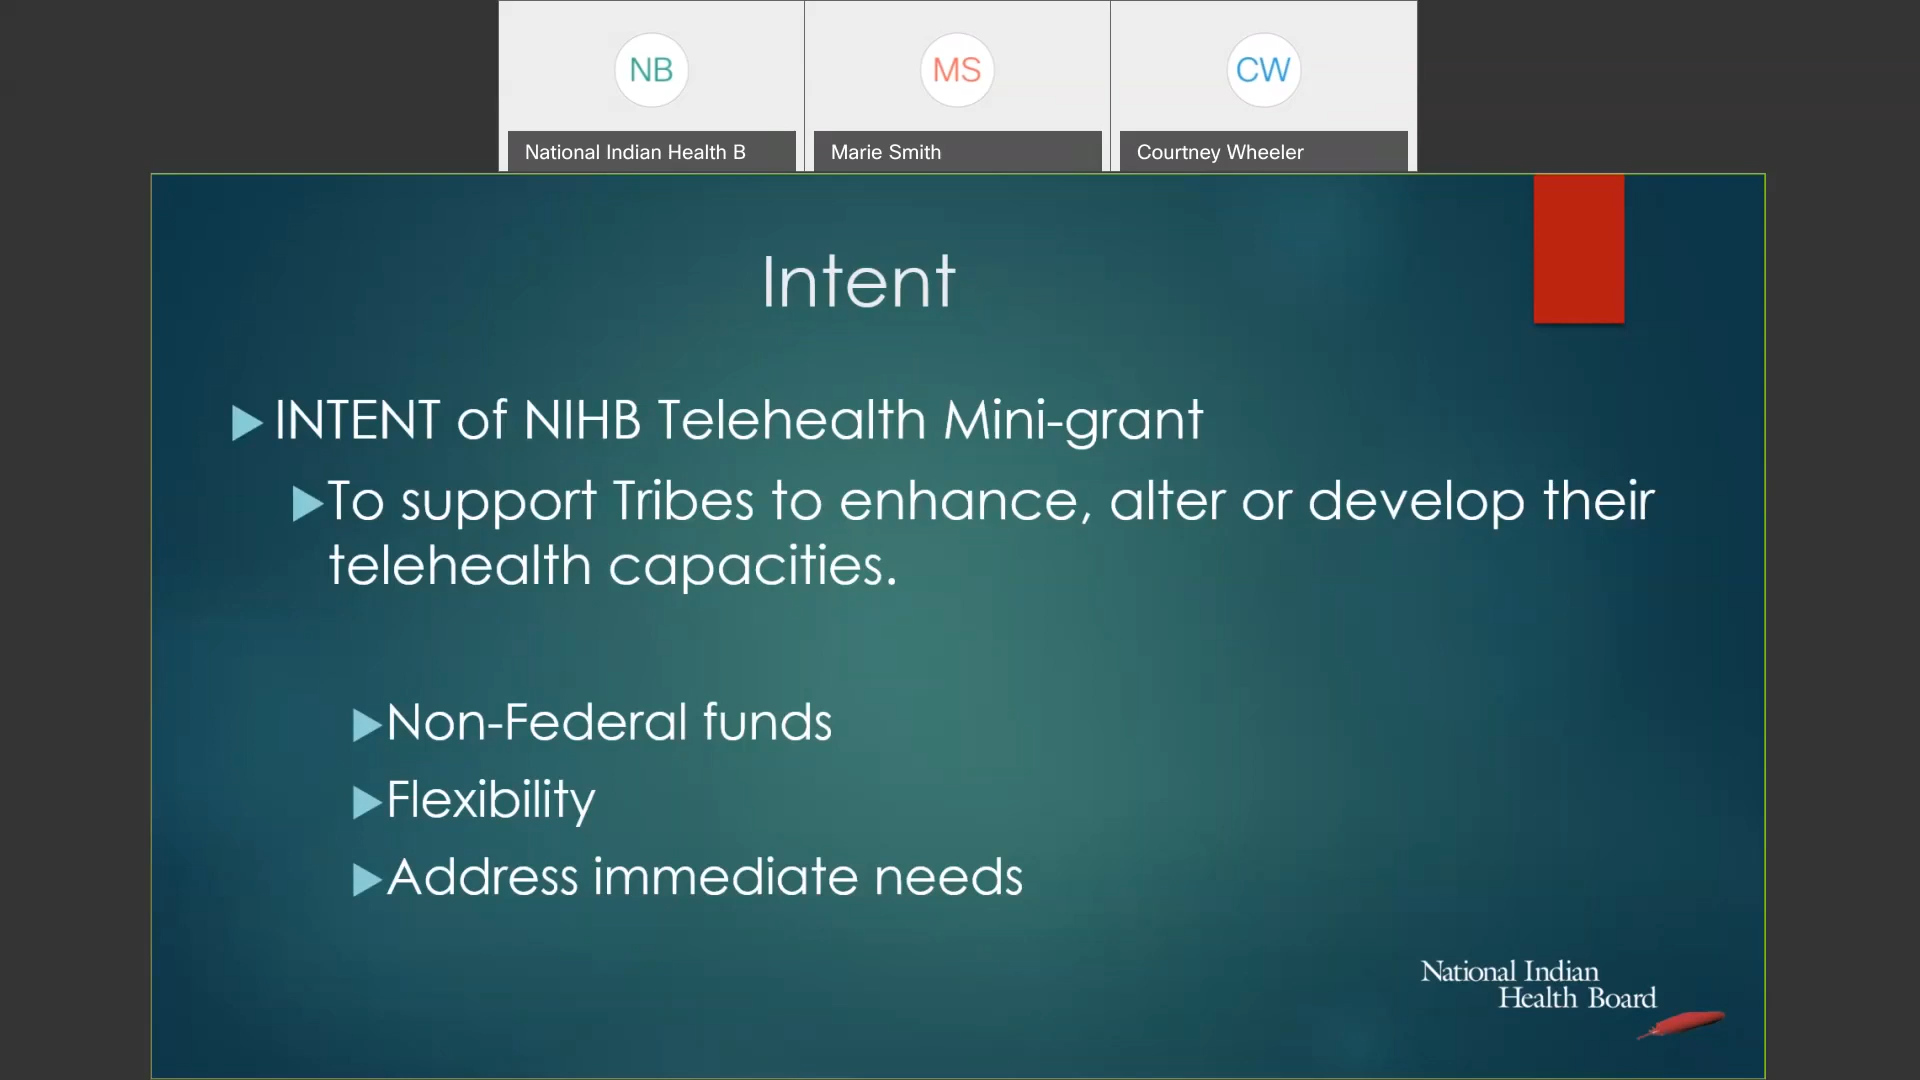 NB
MS
CW
National Indian Health B
Marie Smith
Courtney Wheeler
Intent
INTENT of NIHB Telehealth Mini-grant
To support Tribes to enhance, alter or develop their
telehealth capacities.
Non-Federal funds
Flexibility
Address immediate needs
National Indian
Health Board